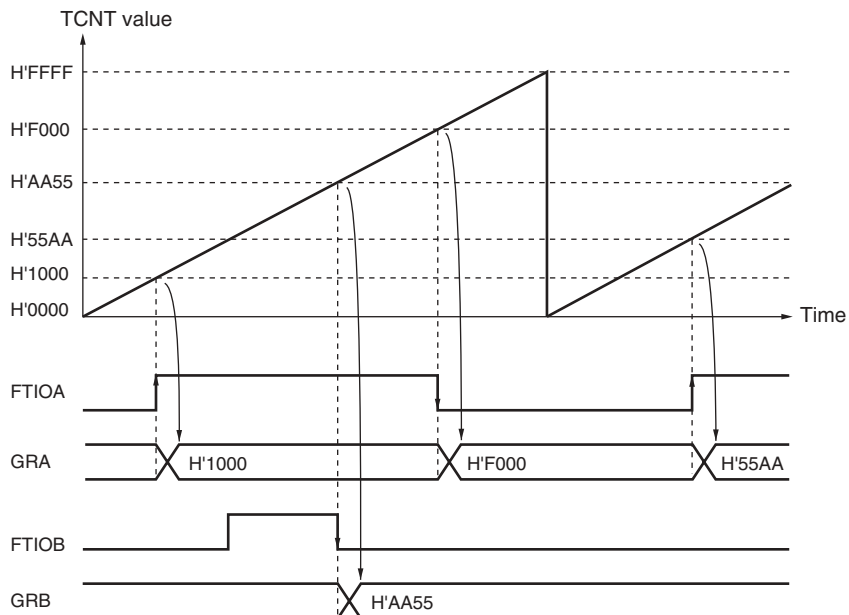 TCNT value
H'FFFF
H'F000
H'AA55
H'55AA
H'1000
H'0000
Time
FTIOA
GRA
H'1000
H'F000
H'55AA
FTIOB
GRB
H'AA55